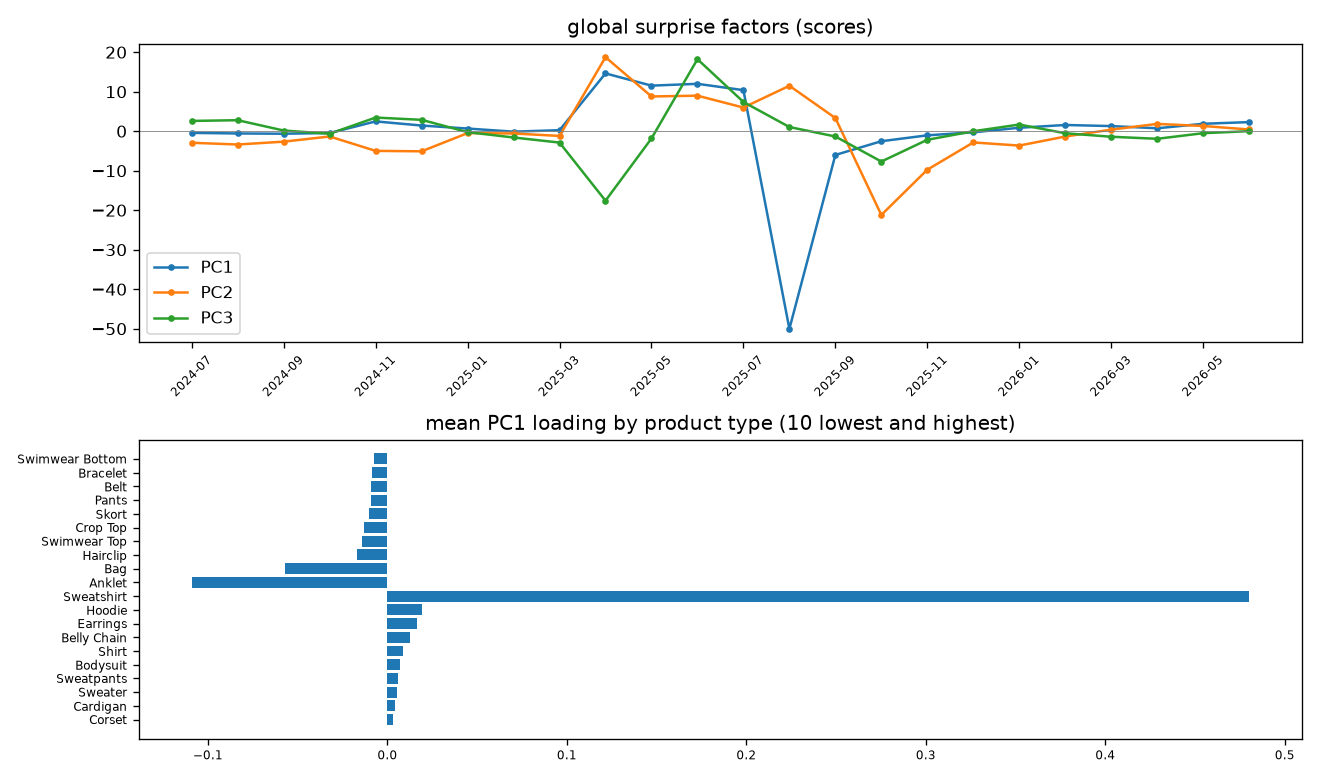 global surprise factors (scores)
20
10
0
−10
−20
−30
−40
−50
PC1
PC2
PC3
2024-07
2024-09
2024-11
2025-01
2025-03
2025-05
2025-07
2025-09
2025-11
2026-01
2026-03
2026-05
mean PC1 loading by product type (10 lowest and highest)
Swimwear Bottom
Bracelet
Belt
Pants
Skort
Crop Top
Swimwear Top
Hairclip
Bag
Anklet
Sweatshirt
Hoodie
Earrings
Belly Chain
Shirt
Bodysuit
Sweatpants
Sweater
Cardigan
Corset
−0.1
0.0
0.1
0.2
0.3
0.4
0.5